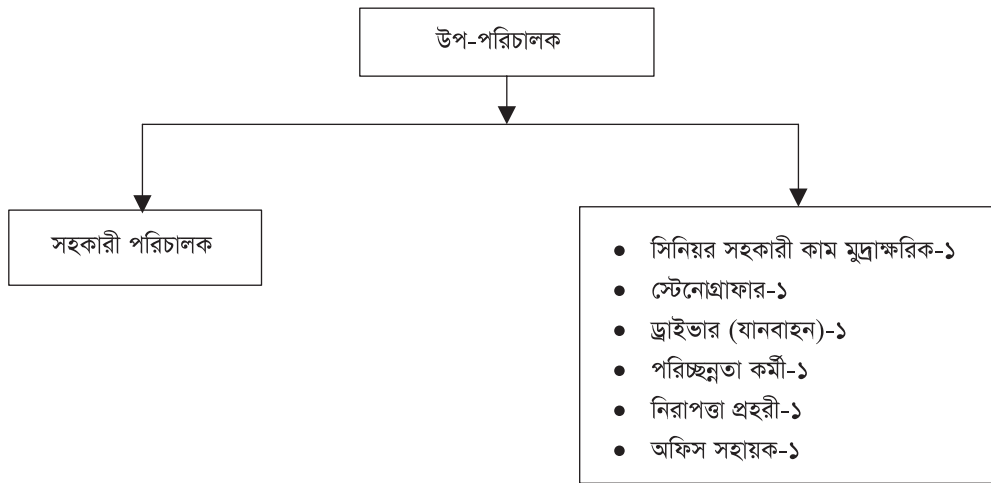 উপ-পরিচালক
সহকারী পরিচালক
● সিনিয়র সহকারী কাম মুদ্রাক্ষরিক-১
● স্টেনোগ্রাফার-১
● ড্রাইভার (যানবাহন)-১
● পরিচ্ছন্নতা কর্মী-১
● নিরাপত্তা প্রহরী-১
● অফিস সহায়ক-১